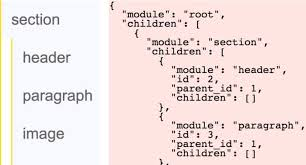 section
header
paragraph
image
{
"module": "root",
"children": [
{
"module": "section",
"children": [
{
"module": "header",
"id": 2,
"parent_id": 1,
"children": []
},
{
"module": "paragraph",
"id": 3,
"parent_id": 1,
"children": []